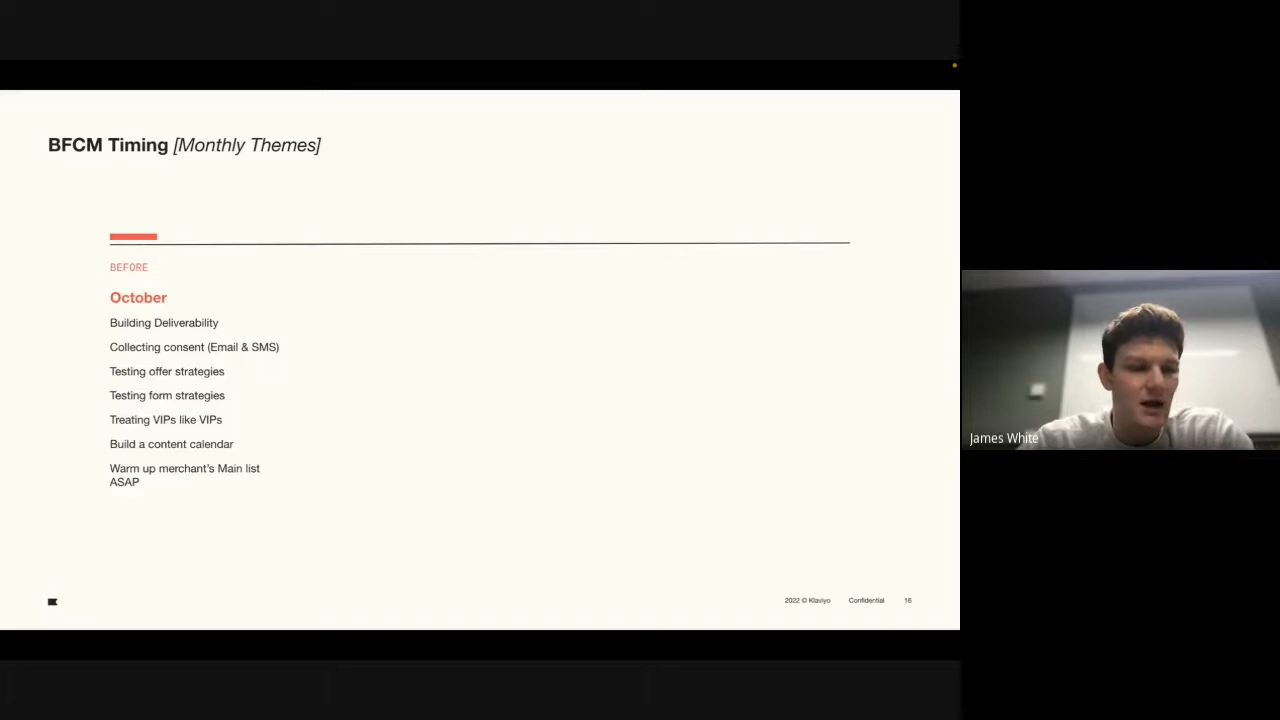 BFCM Timing [Monthly Themes]
BEFORE
October
Building Deliverability
Collecting consent (Email & SMS)
Testing offer strategies
Testing form strategies
Treating VIPs like VIPs
Build a content calendar
Warm up merchant's Main list
ASAP
2022 © Klaviyo Confidential 16
James White